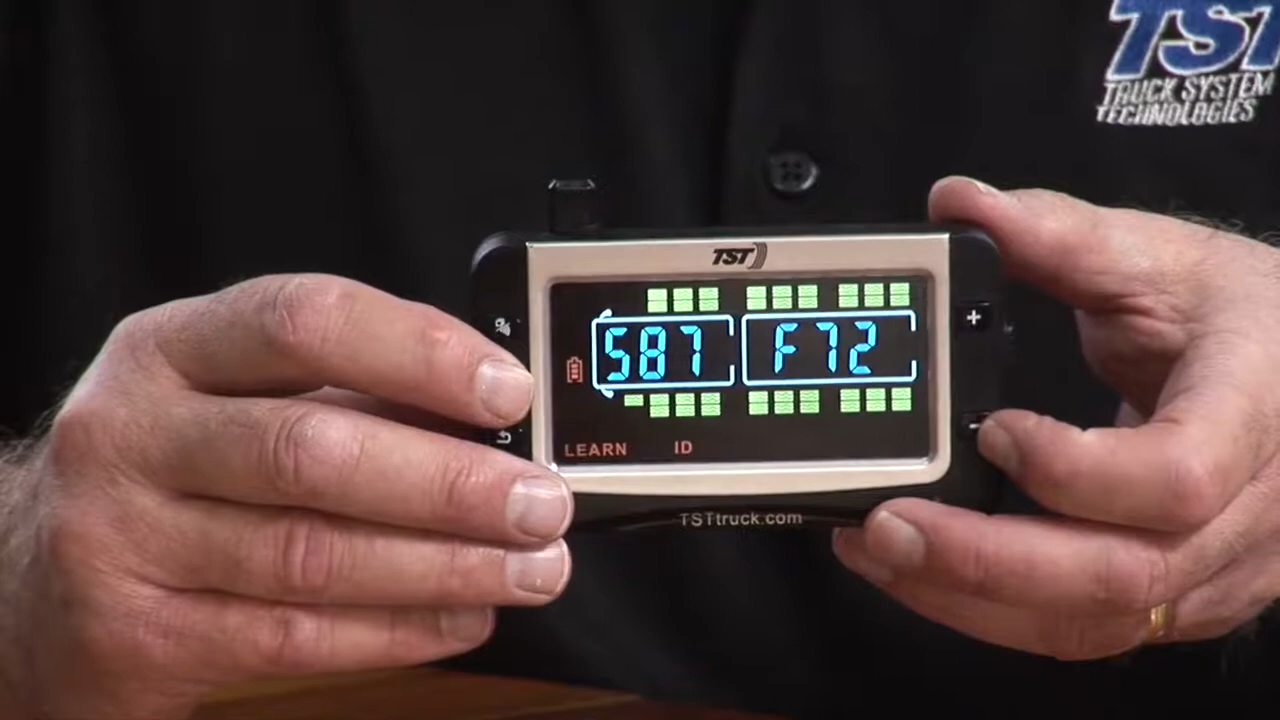 TST
TRUCK SYSTEM
TECHNOLOGIES
TST
+
587 F72
LEARN ID
TSTtruck.com